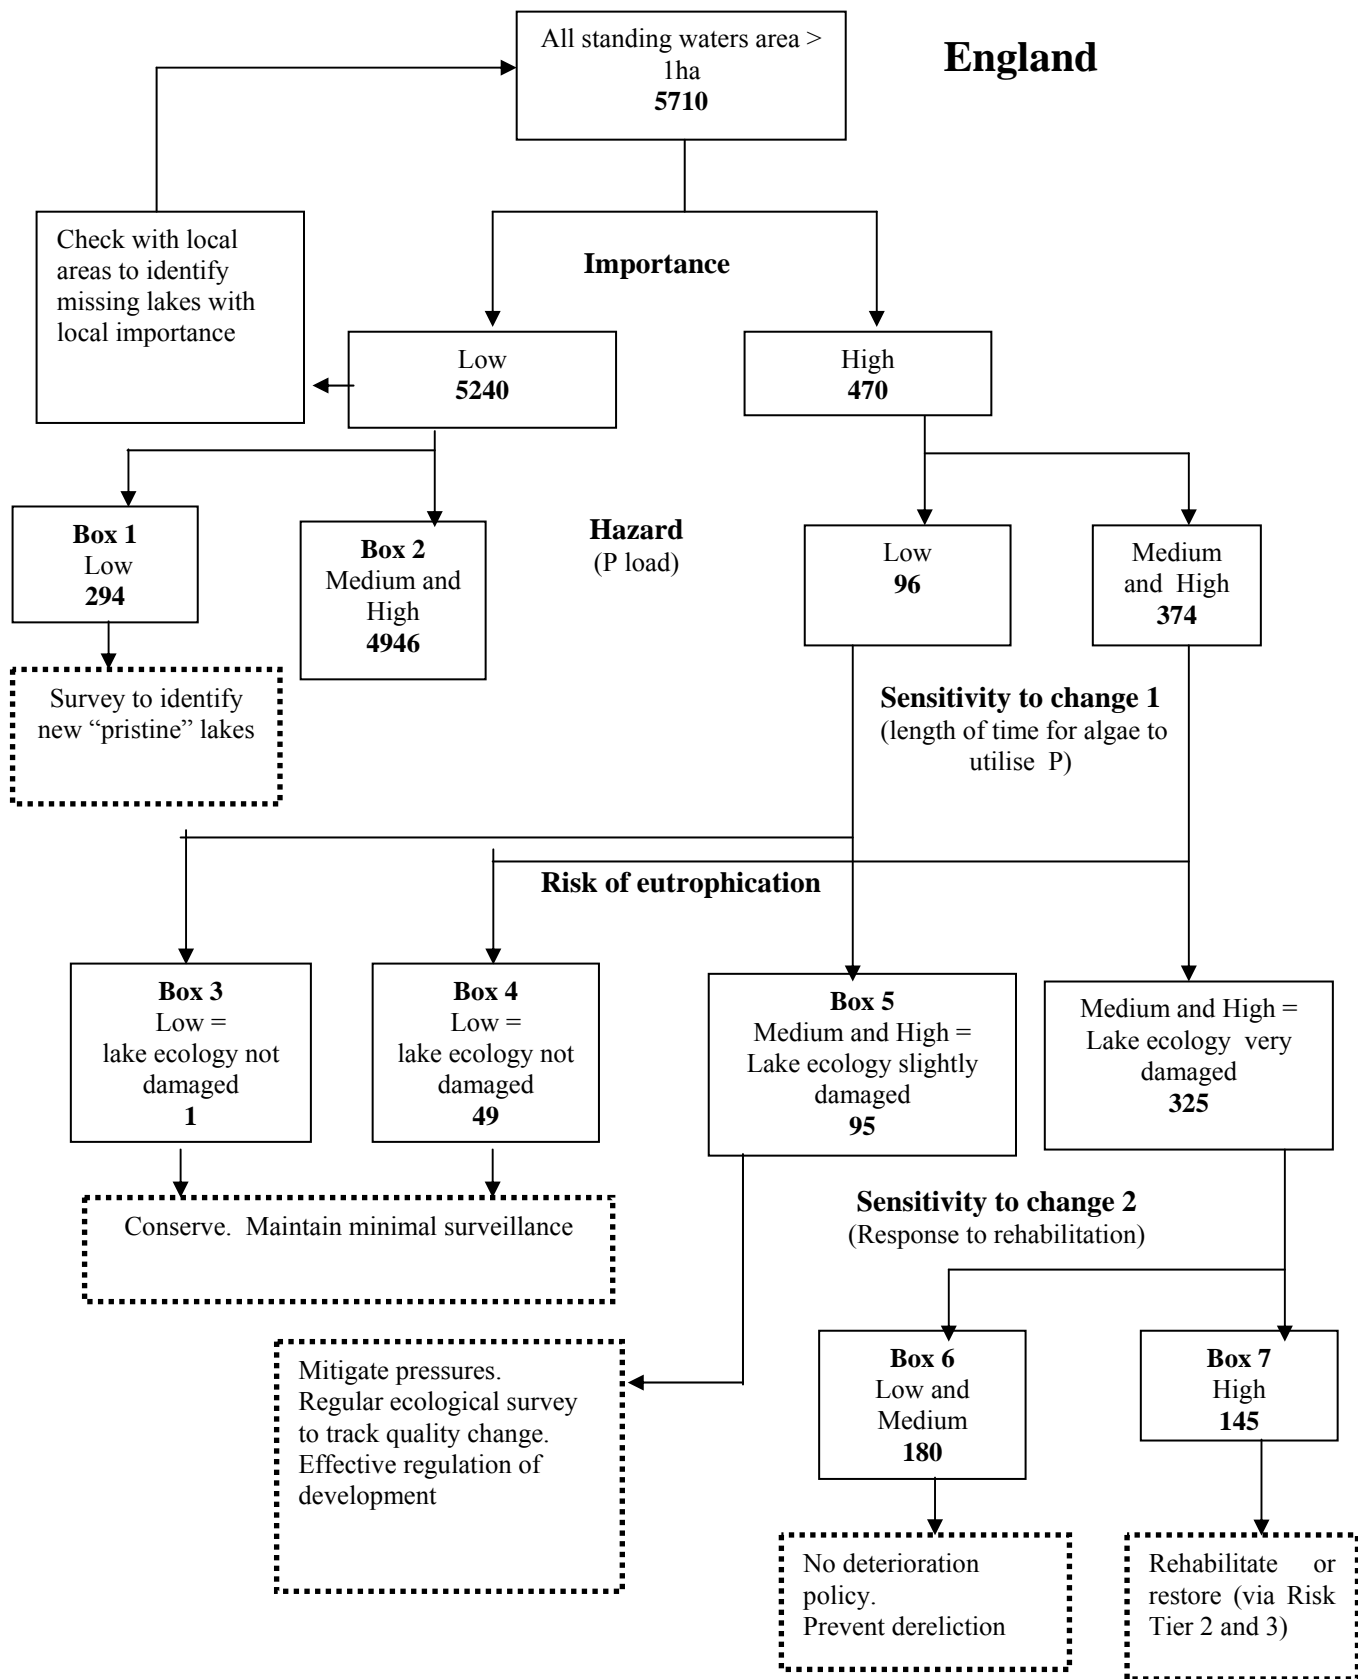 All standing waters area >
1ha
5710
England
Check with local
areas to identify
missing lakes with
local importance
Importance
Low
5240
High
470
Box 1
Low
294
Box 2
Medium and
High
4946
Hazard
(P load)
Low
96
Medium
and High
374
Survey to identify
new “pristine” lakes
Sensitivity to change 1
(length of time for algae to
utilise P)
Risk of eutrophication
Box 3
Low =
lake ecology not
damaged
1
Box 4
Low =
lake ecology not
damaged
49
Box 5
Medium and High =
Lake ecology slightly
damaged
95
Medium and High =
Lake ecology very
damaged
325
Conserve. Maintain minimal surveillance
Sensitivity to change 2
(Response to rehabilitation)
Mitigate pressures.
Regular ecological survey
to track quality change.
Effective regulation of
development
Box 6
Low and
Medium
180
Box 7
High
145
No deterioration
policy.
Prevent dereliction
Rehabilitate or
restore (via Risk
Tier 2 and 3)